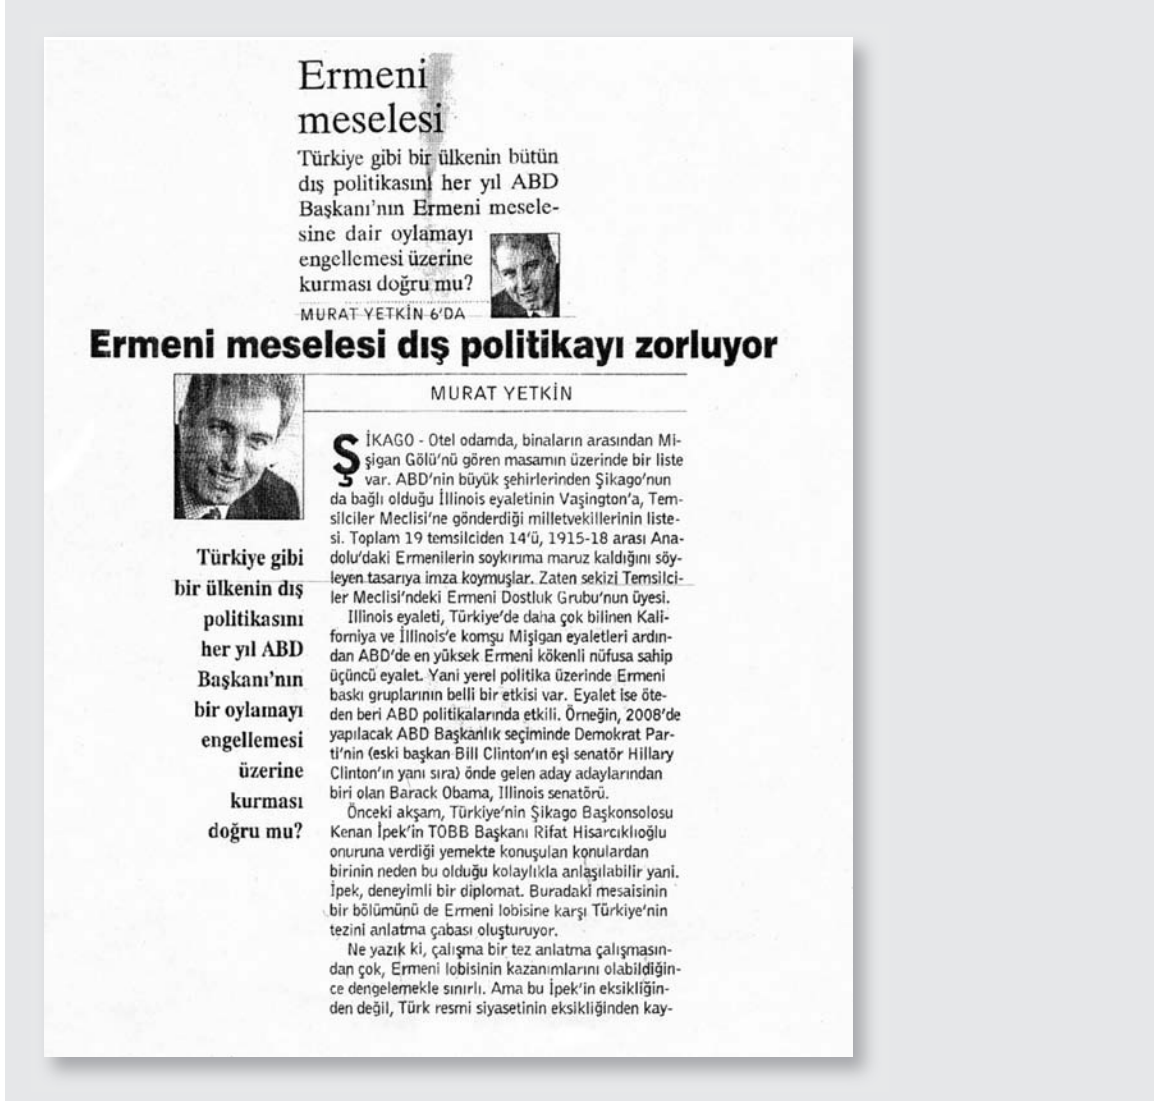 Ermeni
meselesi
Türkiye gibi bir ülkenin bütün
dış politikasını her yıl ABD
Başkanı'nın Ermeni mesele-
sine dair oylamayı
engellemesi üzerine
kurması doğru mu?
MURAT YETKİN 6'DA
Ermeni meselesi dış politikayı zorluyor
MURAT YETKİN
Türkiye gibi
bir ülkenin dış
politikasını
her yıl ABD
Başkanı'nın
bir oylamayı
engellemesi
üzerine
kurması
doğru mu?
ŞİKAGO - Otel odamda, binaların arasından Mi-
şigan Gölü'nü gören masamın üzerinde bir liste
var. ABD'nin büyük şehirlerinden Şikago'nun
da bağlı olduğu İllinois eyaletinin Vaşington'a, Tem-
silciler Meclisi'ne gönderdiği milletvekillerinin liste-
si. Toplam 19 temsilciden 14'ü, 1915-18 arası Ana-
dolu'daki Ermenilerin soykırıma maruz kaldığını söy-
leyen tasarıya imza koymuşlar. Zaten sekizi Temsilci-
ler Meclisi'ndeki Ermeni Dostluk Grubu'nun üyesi.
Illinois eyaleti, Türkiye'de daha çok bilinen Kali-
forniya ve İllinois'e komşu Mişigan eyaletleri ardın-
dan ABD'de en yüksek Ermeni kökenli nüfusa sahip
üçüncü eyalet. Yani yerel politika üzerinde Ermeni
baskı gruplarının belli bir etkisi var. Eyalet ise öte-
den beri ABD politikalarında etkili. Örneğin, 2008'de
yapılacak ABD Başkanlık seçiminde Demokrat Par-
ti'nin (eski başkan Bill Clinton'ın eşi senatör Hillary
Clinton'ın yanı sıra) önde gelen aday adaylarından
biri olan Barack Obama, Illinois senatörü.
Önceki akşam, Türkiye'nin Şikago Başkonsolosu
Kenan İpek'in TOBB Başkanı Rifat Hisarcıklıoğlu
onuruna verdiği yemekte konuşulan konulardan
birinin neden bu olduğu kolaylıkla anlaşılabilir yani.
İpek, deneyimli bir diplomat. Buradaki mesaisinin
bir bölümünü de Ermeni lobisine karşı Türkiye'nin
tezini anlatma çabası oluşturuyor.
Ne yazık ki, çalışma bir tez anlatma çalışmasın-
dan çok, Ermeni lobisinin kazanımlarını olabildiğin-
ce dengelemekle sınırlı. Ama bu İpek'in eksikliğin-
den değil, Türk resmi siyasetinin eksikliğinden kay-